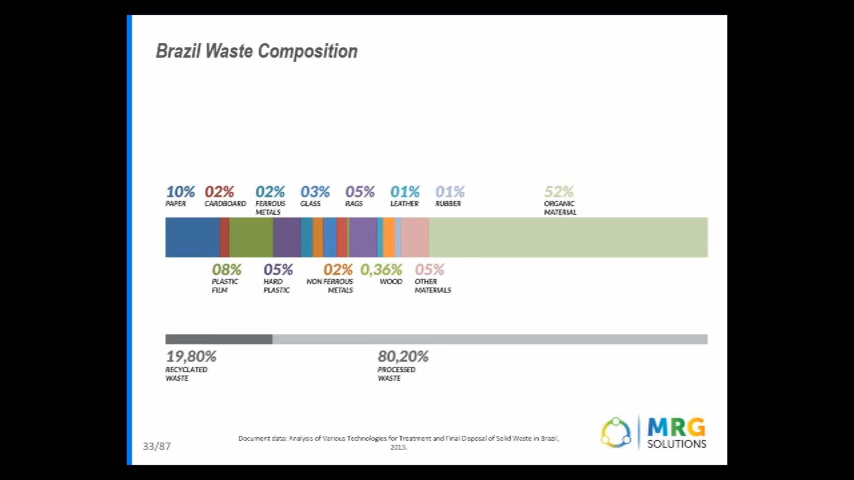 Brazil Waste Composition
10% 02% 02% 03% 05% 01% 01% 52%
PAPER CARDBOARD FERROUS METALS GLASS RAGS LEATHER RUBBER ORGANIC MATERIAL
08% 05% 02% 0,36% 05%
PLASTIC FILM HARD PLASTIC NON FERROUS METALS WOOD OTHER MATERIALS
19,80% 80,20%
RECYCLATED WASTE PROCESSED WASTE
Document data: Analysis of Various Technologies for Treatment and Final Disposal of Solid Waste in Brazil,
2013.
33/87
MRG
SOLUTIONS